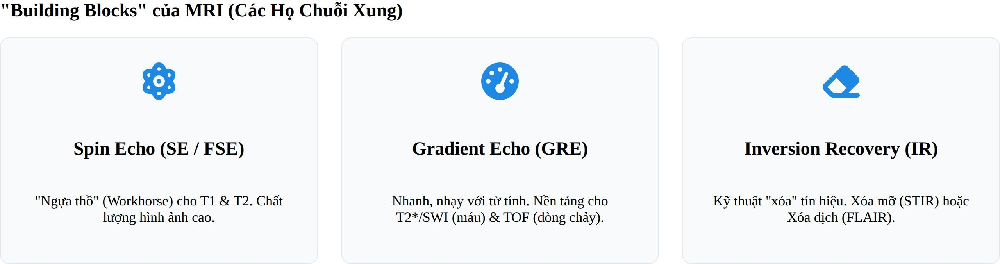 "Building Blocks" của MRI (Các Họ Chuỗi Xung)
Spin Echo (SE / FSE)
"Ngựa thồ" (Workhorse) cho T1 & T2. Chất
lượng hình ảnh cao.
Gradient Echo (GRE)
Nhanh, nhạy với từ tính. Nền tảng cho
T2*/SWI (máu) & TOF (dòng chảy).
Inversion Recovery (IR)
Kỹ thuật "xóa" tín hiệu. Xóa mỡ (STIR) hoặc
Xóa dịch (FLAIR).